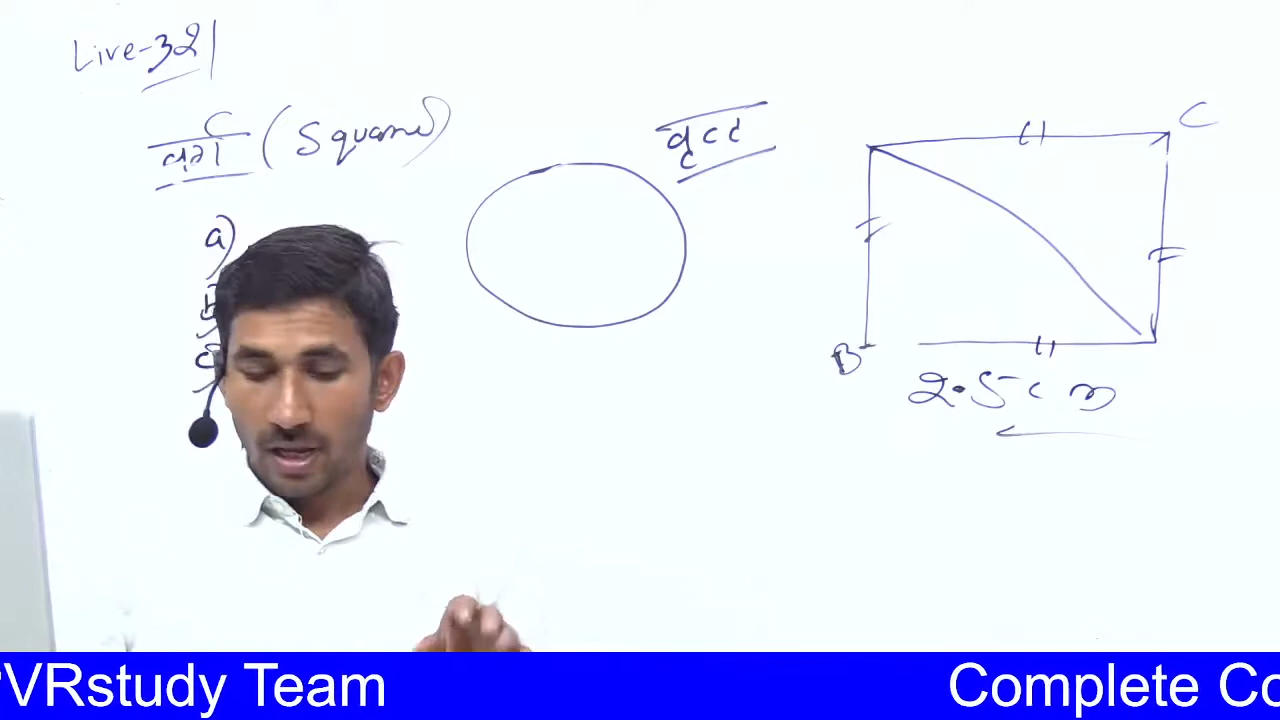 Live-321
वर्ग (Square)
वृत्त
a)
b)
c)
C
B
2.5 cm
VRstudy Team
Complete Co